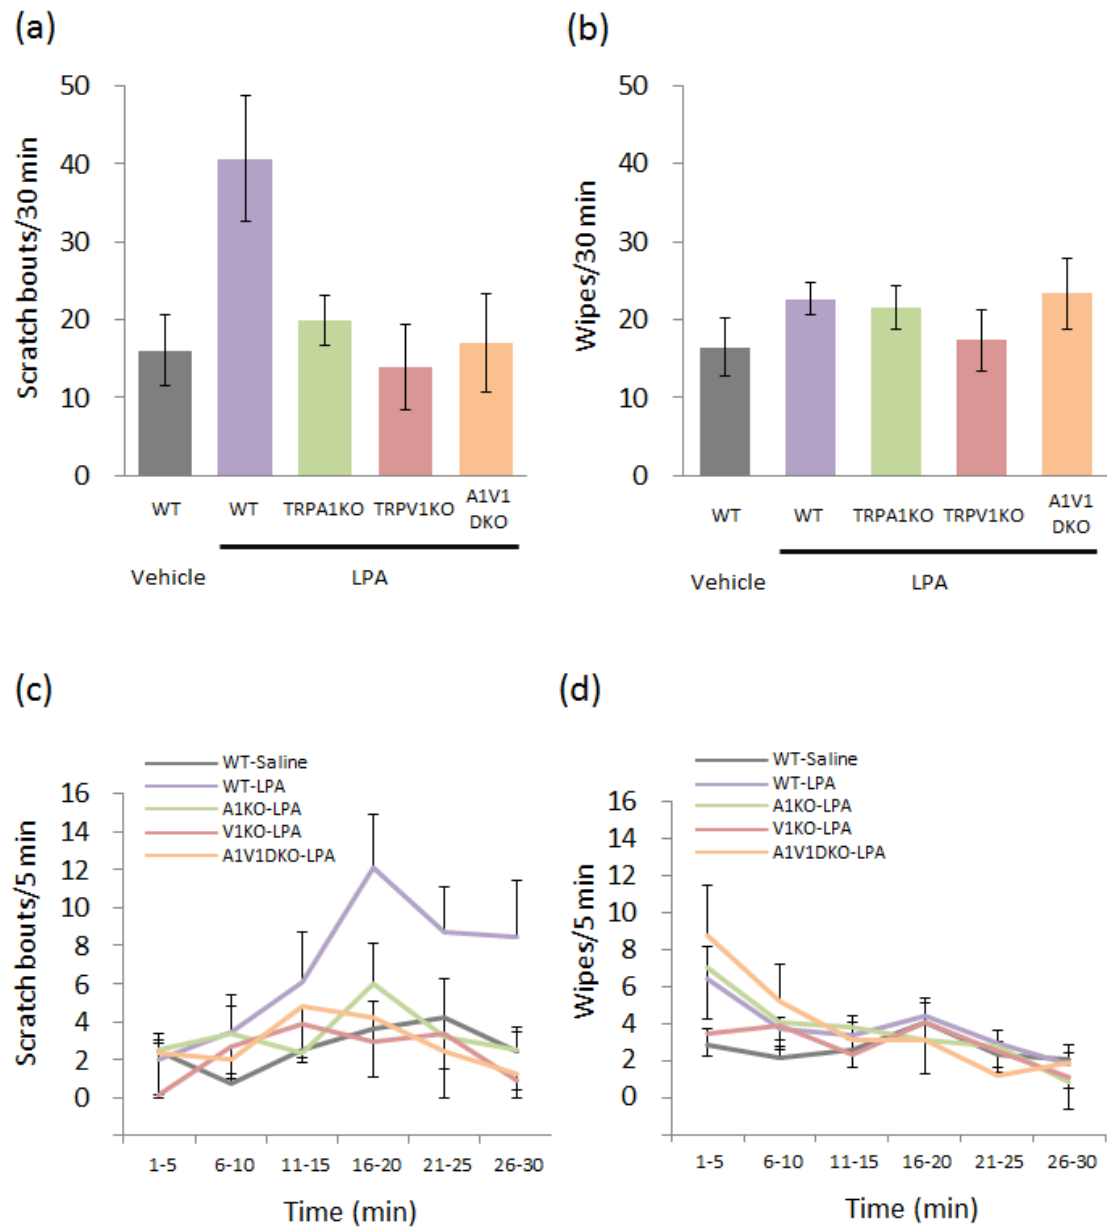 (a)
Scratch bouts/30 min
50
40
30
20
10
0
WT
WT
TRPA1KO
TRPV1KO
A1V1
DKO
Vehicle
LPA
(b)
Wipes/30 min
50
40
30
20
10
0
WT
WT
TRPA1KO
TRPV1KO
A1V1
DKO
Vehicle
LPA
(c)
WT-Saline
WT-LPA
A1KO-LPA
V1KO-LPA
A1V1DKO-LPA
Scratch bouts/5 min
16
14
12
10
8
6
4
2
0
1-5
6-10
11-15
16-20
21-25
26-30
Time (min)
(d)
WT-Saline
WT-LPA
A1KO-LPA
V1KO-LPA
A1V1DKO-LPA
Wipes/5 min
16
14
12
10
8
6
4
2
0
1-5
6-10
11-15
16-20
21-25
26-30
Time (min)